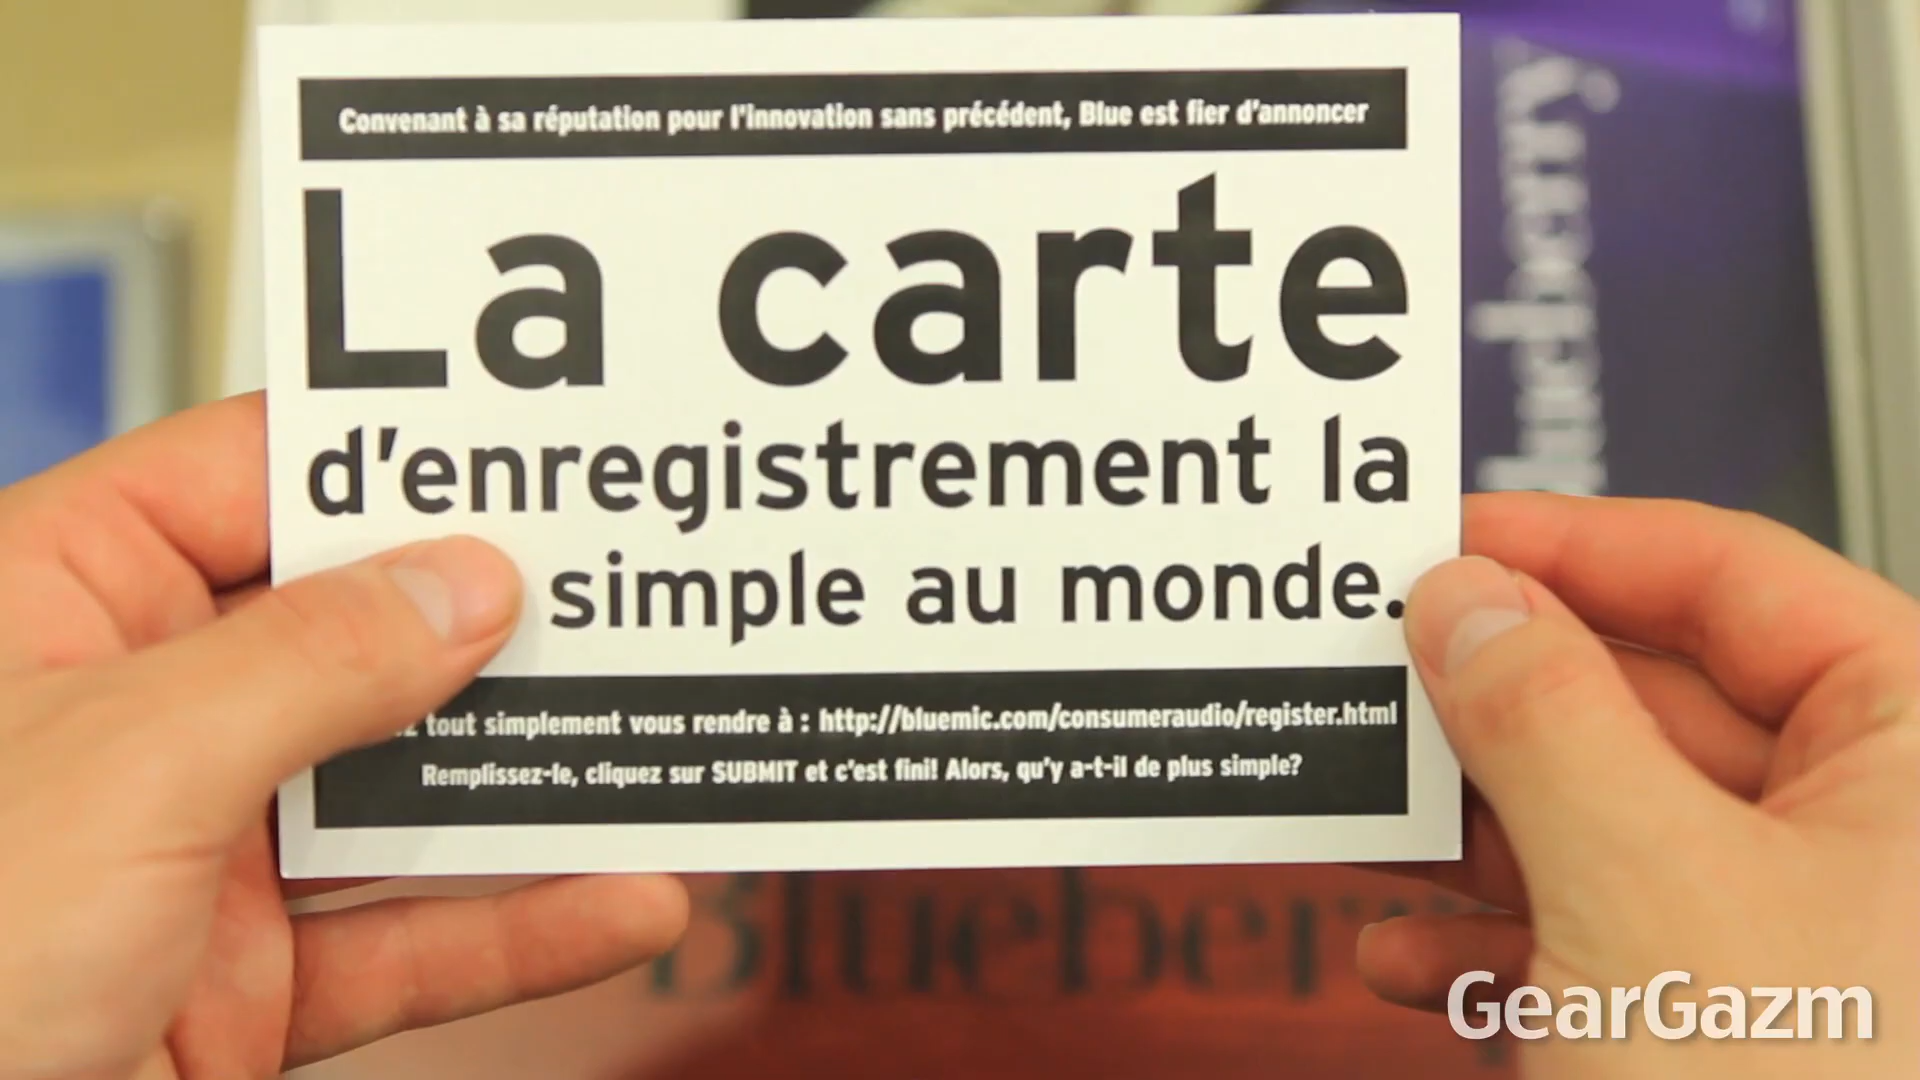 Convenant à sa réputation pour l'innovation sans précédent, Blue est fier d'annoncer
La carte
d'enregistrement la
simple au monde.
tout simplement vous rendre à : http://bluemic.com/consumeraudio/register.html
Remplissez-le, cliquez sur SUBMIT et c'est fini! Alors, qu'y a-t-il de plus simple?
GearGazm